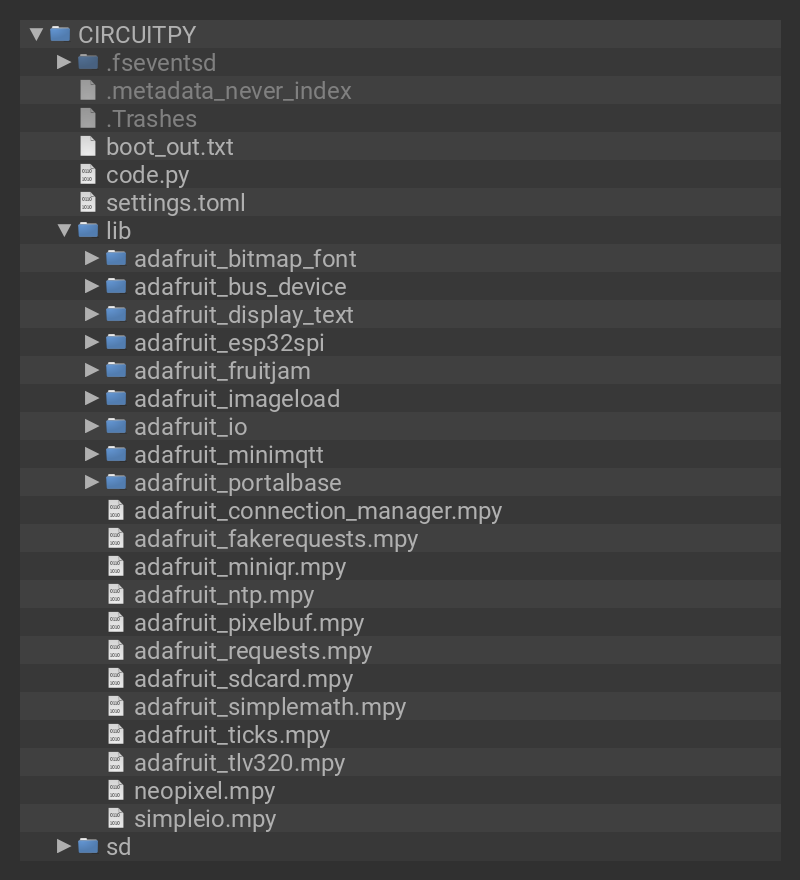 CIRCUITPY
.fseventsd
.metadata_never_index
.Trashes
boot_out.txt
code.py
settings.toml
lib
adafruit_bitmap_font
adafruit_bus_device
adafruit_display_text
adafruit_esp32spi
adafruit_fruitjam
adafruit_imageload
adafruit_io
adafruit_minimqtt
adafruit_portalbase
adafruit_connection_manager.mpy
adafruit_fakerequests.mpy
adafruit_miniqr.mpy
adafruit_ntp.mpy
adafruit_pixelbuf.mpy
adafruit_requests.mpy
adafruit_sdcard.mpy
adafruit_simplemath.mpy
adafruit_ticks.mpy
adafruit_tlv320.mpy
neopixel.mpy
simpleio.mpy
sd